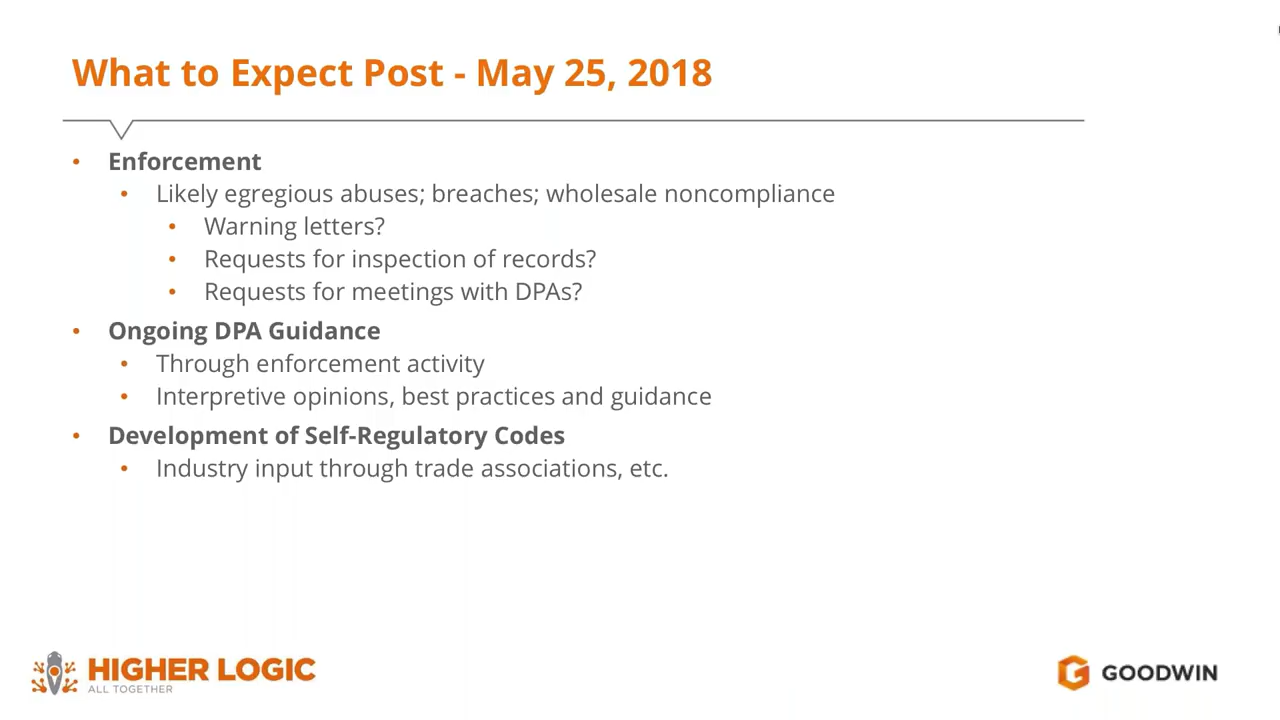 What to Expect Post - May 25, 2018
• Enforcement
• Likely egregious abuses; breaches; wholesale noncompliance
• Warning letters?
• Requests for inspection of records?
• Requests for meetings with DPAs?
• Ongoing DPA Guidance
• Through enforcement activity
• Interpretive opinions, best practices and guidance
• Development of Self-Regulatory Codes
• Industry input through trade associations, etc.
HIGHER LOGIC
ALL TOGETHER
GOODWIN